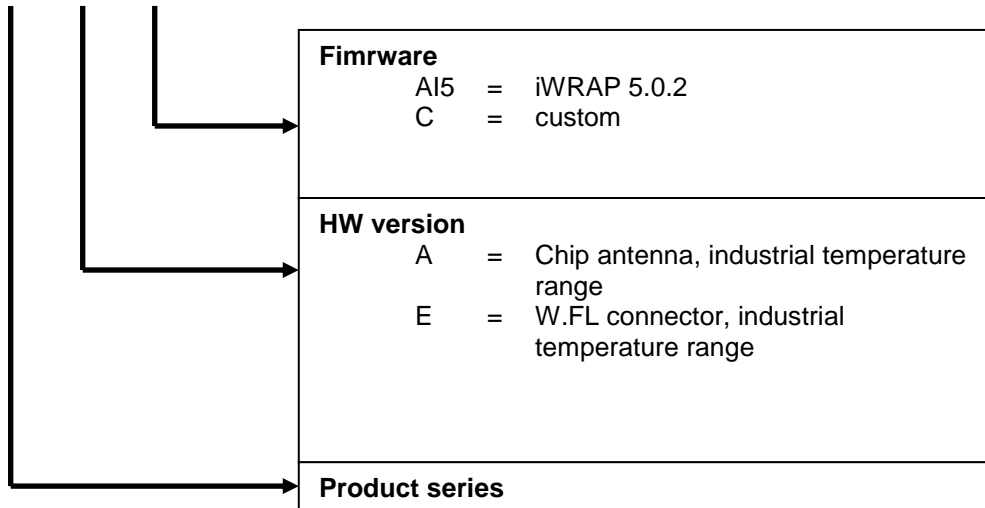 Fimrware
AI5 = iWRAP 5.0.2
C = custom
HW version
A = Chip antenna, industrial temperature
range
E = W.FL connector, industrial
temperature range
Product series